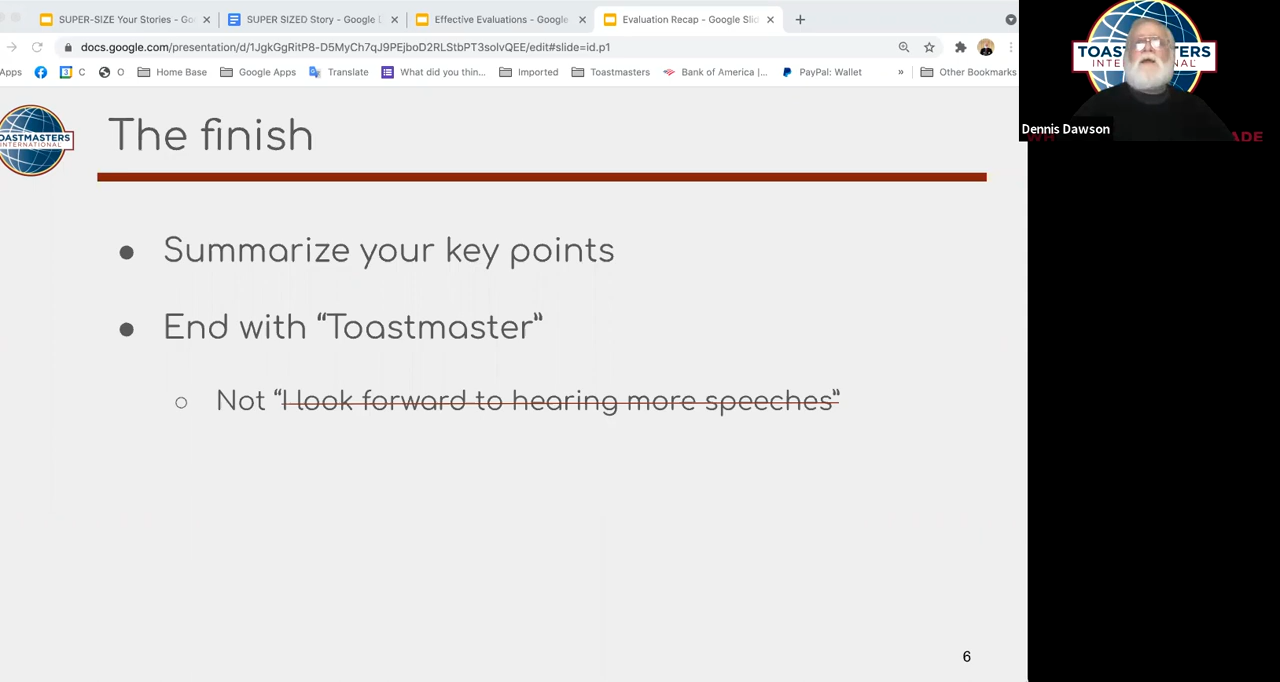 SUPER-SIZE Your Stories - Go
SUPER SIZED Story - Google
Effective Evaluations - Google
Evaluation Recap - Google Sli
docs.google.com/presentation/d/1JgkGgRitP8-D5MyCh7qJ9PEjboD2RLStbPT3solvQEE/edit#slide=id.p1
Apps
C
O
Home Base
Google Apps
Translate
What did you thin...
Imported
Toastmasters
Bank of America |...
PayPal: Wallet
»
Other Bookmarks
TOASTMASTERS
INTERNATIONAL
Dennis Dawson
ADE
OASTMASTERS
INTERNATIONAL
The finish
● Summarize your key points
● End with “Toastmaster”
○ Not “I look forward to hearing more speeches”
6